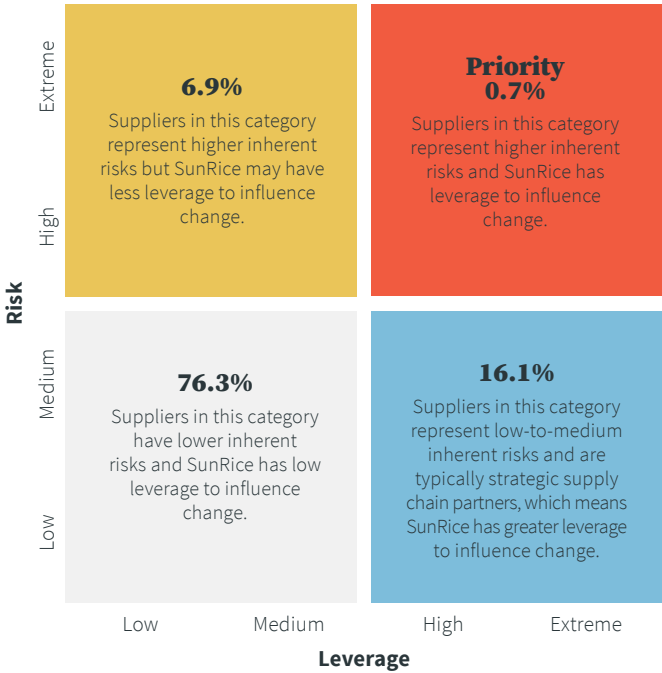 Extreme
6.9%
Suppliers in this category
represent higher inherent
risks but SunRice may have
less leverage to influence
change.
Priority
0.7%
Suppliers in this category
represent higher inherent
risks and SunRice has
leverage to influence
change.
High
Risk
Medium
76.3%
Suppliers in this category
have lower inherent
risks and SunRice has low
leverage to influence
change.
16.1%
Suppliers in this category
represent low-to-medium
inherent risks and are
typically strategic supply
chain partners, which means
SunRice has greater leverage
to influence change.
Low
Low
Medium
High
Extreme
Leverage